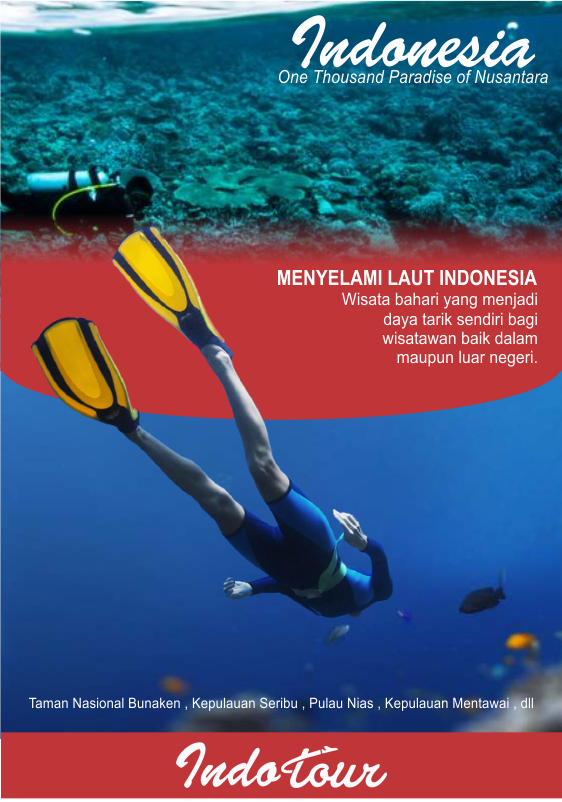 Indonesia
One Thousand Paradise of Nusantara
MENYELAMI LAUT INDONESIA
Wisata bahari yang menjadi
daya tarik sendiri bagi
wisatawan baik dalam
maupun luar negeri.
Taman Nasional Bunaken , Kepulauan Seribu , Pulau Nias , Kepulauan Mentawai , dll
Indotour